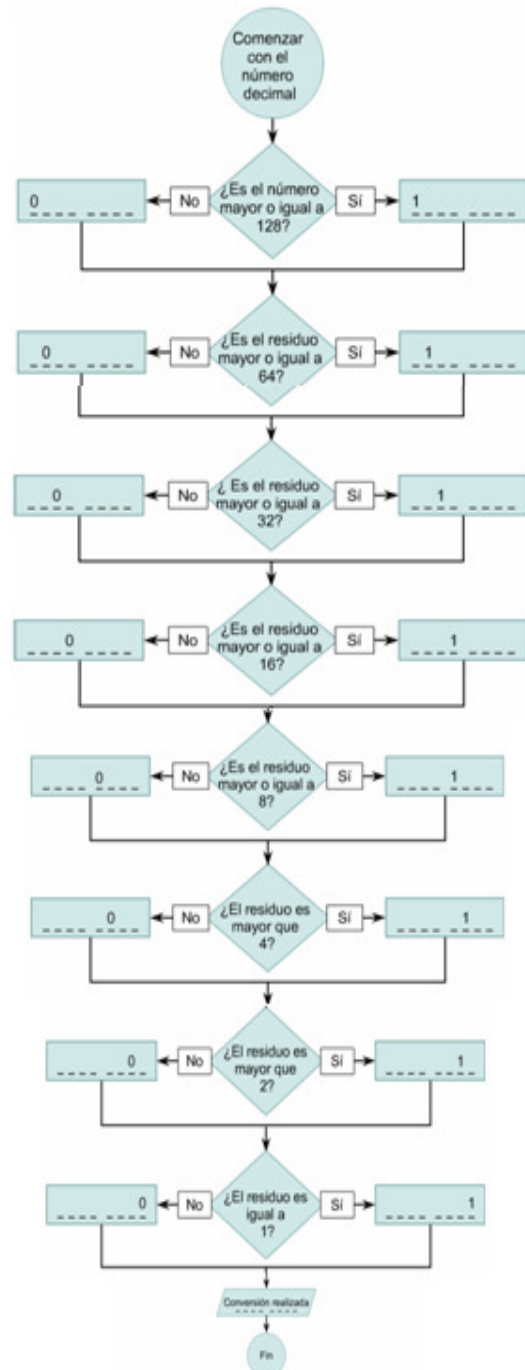 Comenzar
con el
número
decimal
¿Es el número
mayor o igual a
128?
No
Sí
0
1
¿Es el residuo
mayor o igual a
64?
No
Sí
0
1
¿ Es el residuo
mayor o igual a
32?
No
Sí
0
1
¿Es el residuo
mayor o igual a
16?
No
Sí
0
1
¿Es el residuo
mayor o igual a
8?
No
Sí
0
1
¿El residuo es
mayor que
4?
No
Sí
0
1
¿El residuo es
mayor que
2?
No
Sí
0
1
¿El residuo es
igual a
1?
No
Sí
0
1
Conversión realizada
Fin